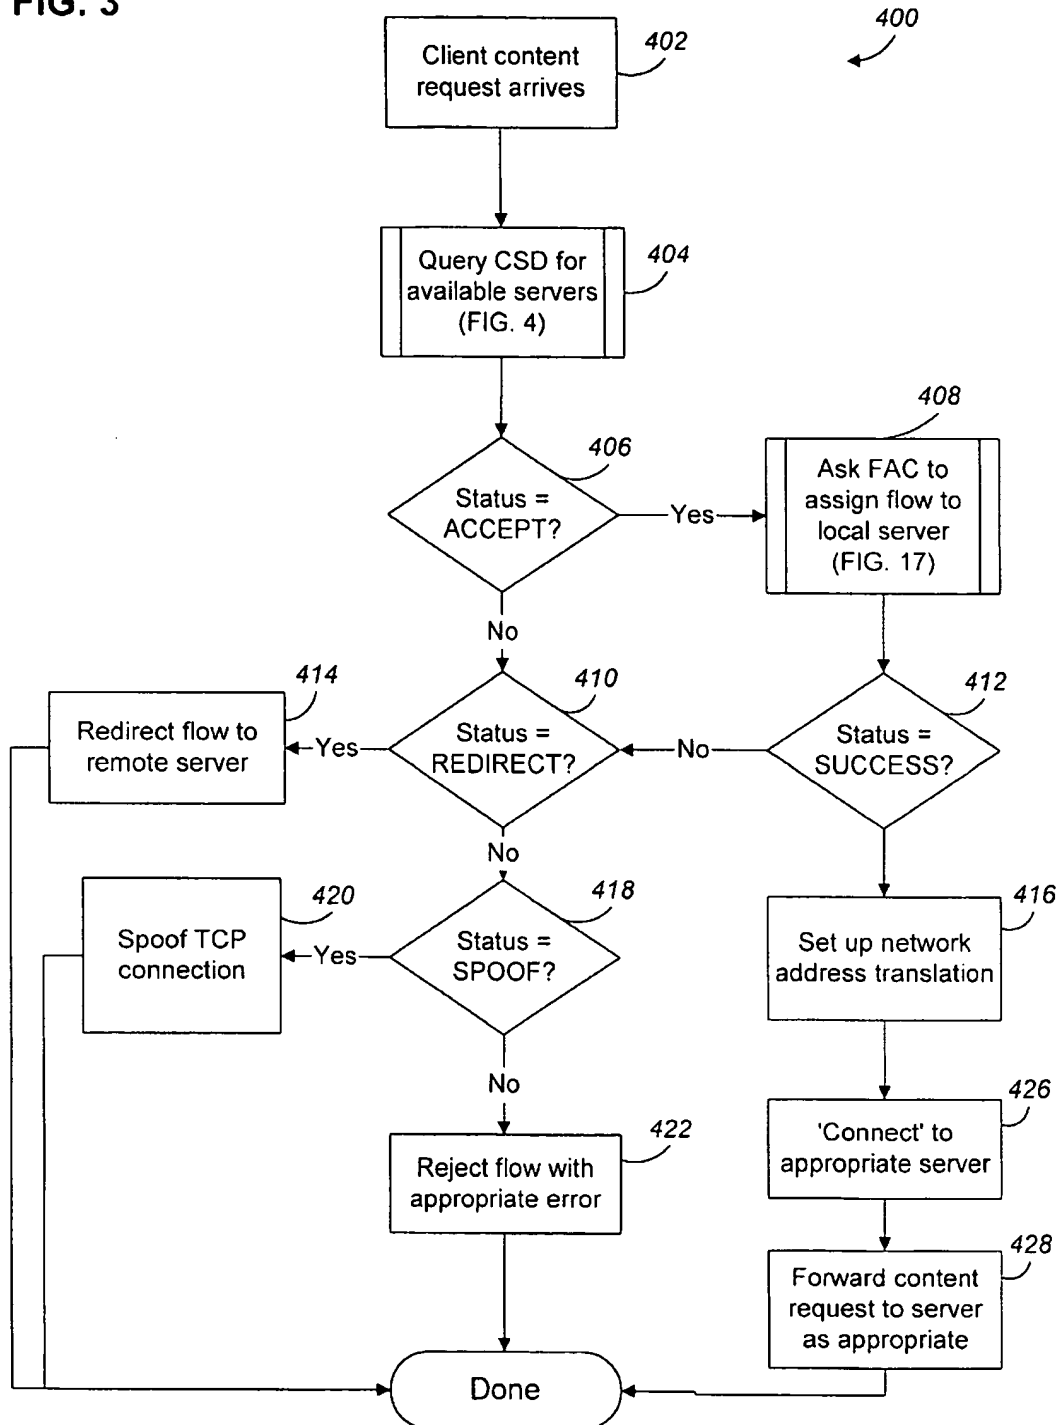 FIG. 3
400
402
Client content
request arrives
404
Query CSD for
available servers
(FIG. 4)
406
Status =
ACCEPT?
Yes
408
Ask FAC to
assign flow to
local server
(FIG. 17)
No
414
Redirect flow to
remote server
Yes
410
Status =
REDIRECT?
No
412
Status =
SUCCESS?
No
420
Spoof TCP
connection
Yes
418
Status =
SPOOF?
416
Set up network
address translation
No
422
Reject flow with
appropriate error
426
'Connect' to
appropriate server
428
Forward content
request to server
as appropriate
Done